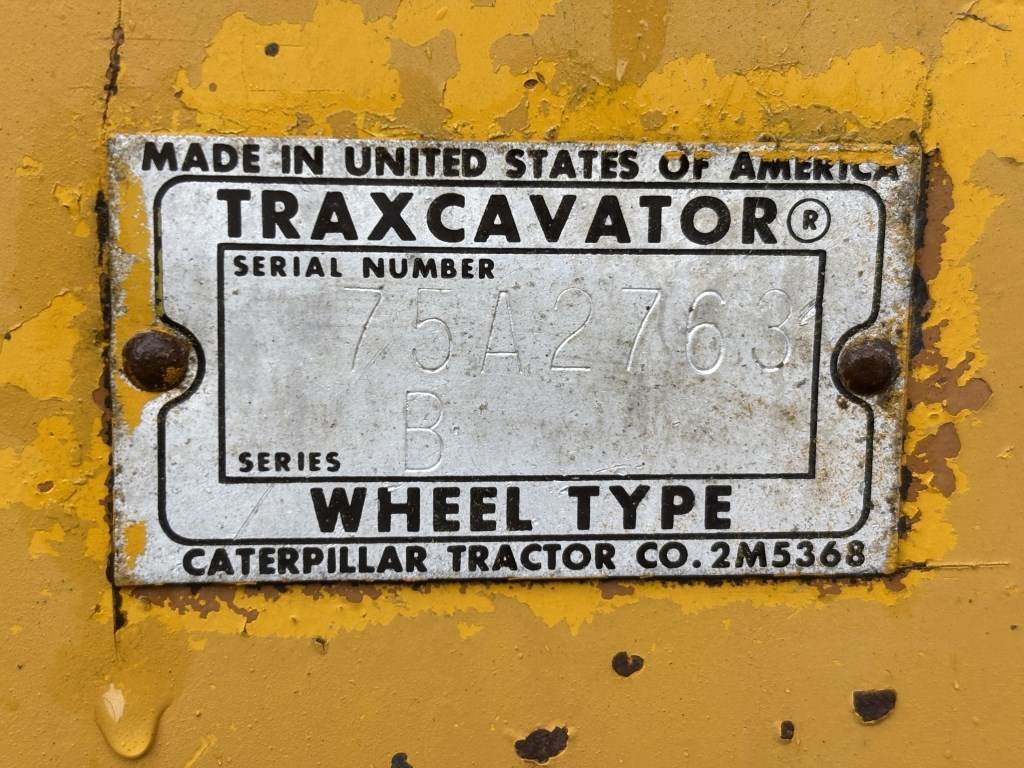 MADE IN UNITED STATES OF AMERICA
TRAXCAVATOR®
SERIAL NUMBER
75A2763
SERIES B
WHEEL TYPE
CATERPILLAR TRACTOR CO. 2M5368